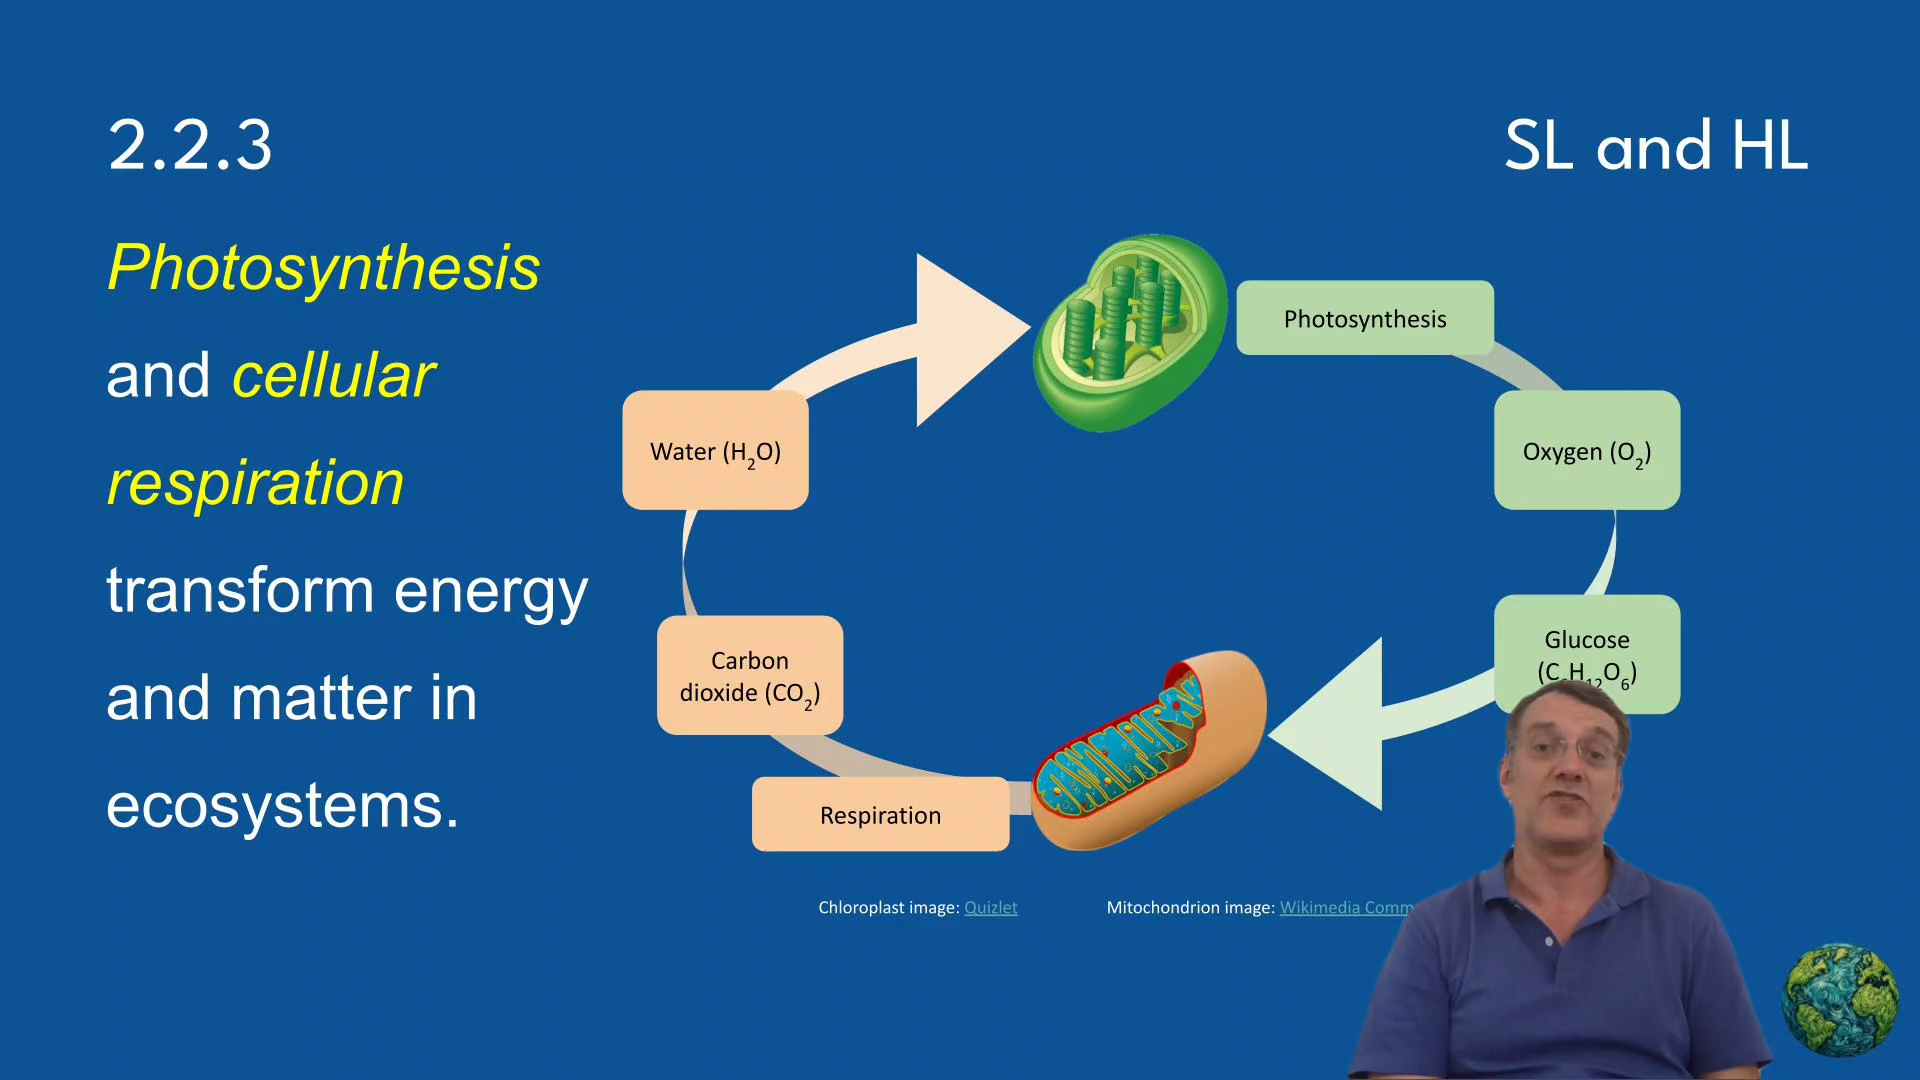 2.2.3
SL and HL
Photosynthesis
and cellular
respiration
transform energy
and matter in
ecosystems.
Photosynthesis
Water (H₂O)
Oxygen (O₂)
Carbon
dioxide (CO₂)
Glucose
Respiration
Chloroplast image: Quizlet
Mitochondrion image: Wikimedia